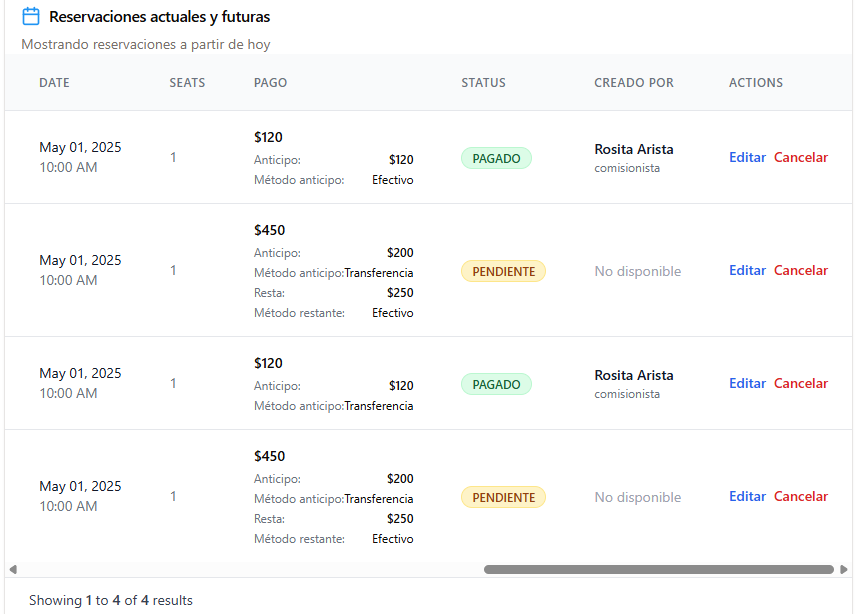 Reservaciones actuales y futuras
Mostrando reservaciones a partir de hoy
DATE SEATS PAGO STATUS CREADO POR ACTIONS
May 01, 2025
10:00 AM
1
$120
Anticipo: $120
Método anticipo: Efectivo
PAGADO
Rosita Arista
comisionista
Editar Cancelar
May 01, 2025
10:00 AM
1
$450
Anticipo: $200
Método anticipo:Transferencia
Resta: $250
Método restante: Efectivo
PENDIENTE
No disponible
Editar Cancelar
May 01, 2025
10:00 AM
1
$120
Anticipo: $120
Método anticipo:Transferencia
PAGADO
Rosita Arista
comisionista
Editar Cancelar
May 01, 2025
10:00 AM
1
$450
Anticipo: $200
Método anticipo:Transferencia
Resta: $250
Método restante: Efectivo
PENDIENTE
No disponible
Editar Cancelar
Showing 1 to 4 of 4 results